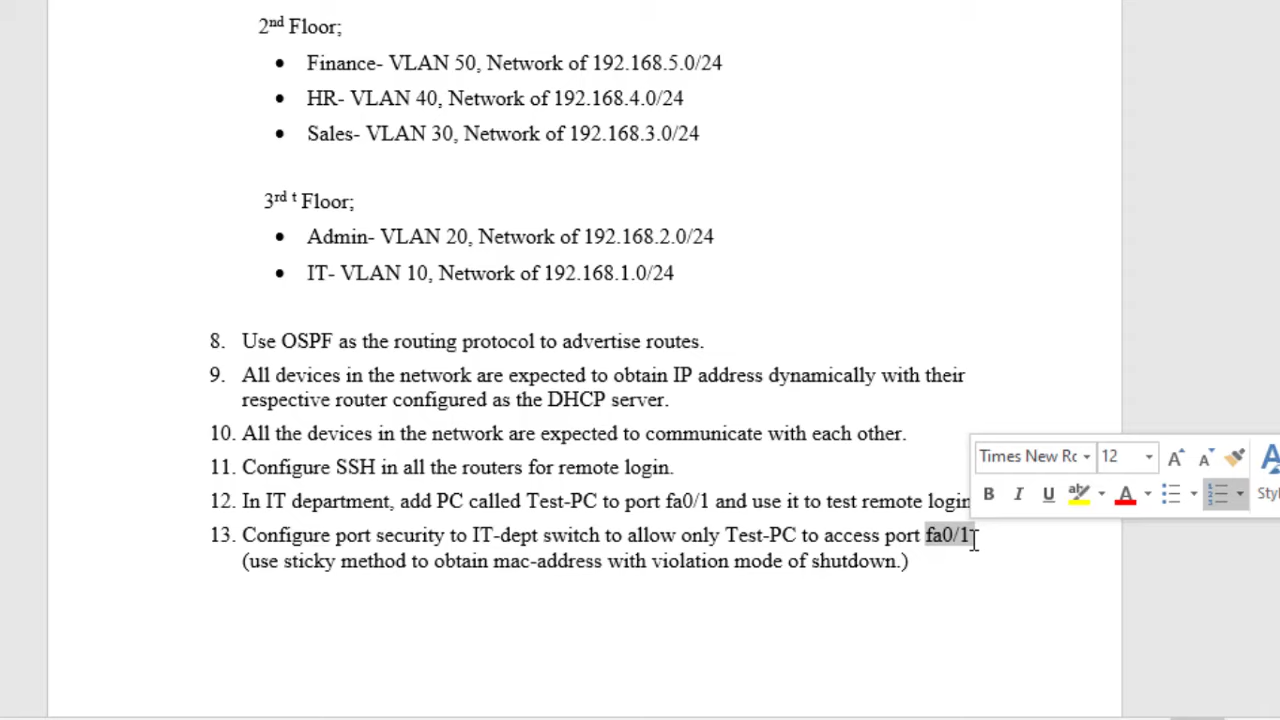 2nd Floor;
• Finance- VLAN 50, Network of 192.168.5.0/24
• HR- VLAN 40, Network of 192.168.4.0/24
• Sales- VLAN 30, Network of 192.168.3.0/24
3rd t Floor;
• Admin- VLAN 20, Network of 192.168.2.0/24
• IT- VLAN 10, Network of 192.168.1.0/24
8. Use OSPF as the routing protocol to advertise routes.
9. All devices in the network are expected to obtain IP address dynamically with their
respective router configured as the DHCP server.
10. All the devices in the network are expected to communicate with each other.
11. Configure SSH in all the routers for remote login.
12. In IT department, add PC called Test-PC to port fa0/1 and use it to test remote login
13. Configure port security to IT-dept switch to allow only Test-PC to access port fa0/1
(use sticky method to obtain mac-address with violation mode of shutdown.)
Times New Ro 12 A A A
B I U ab A Styl